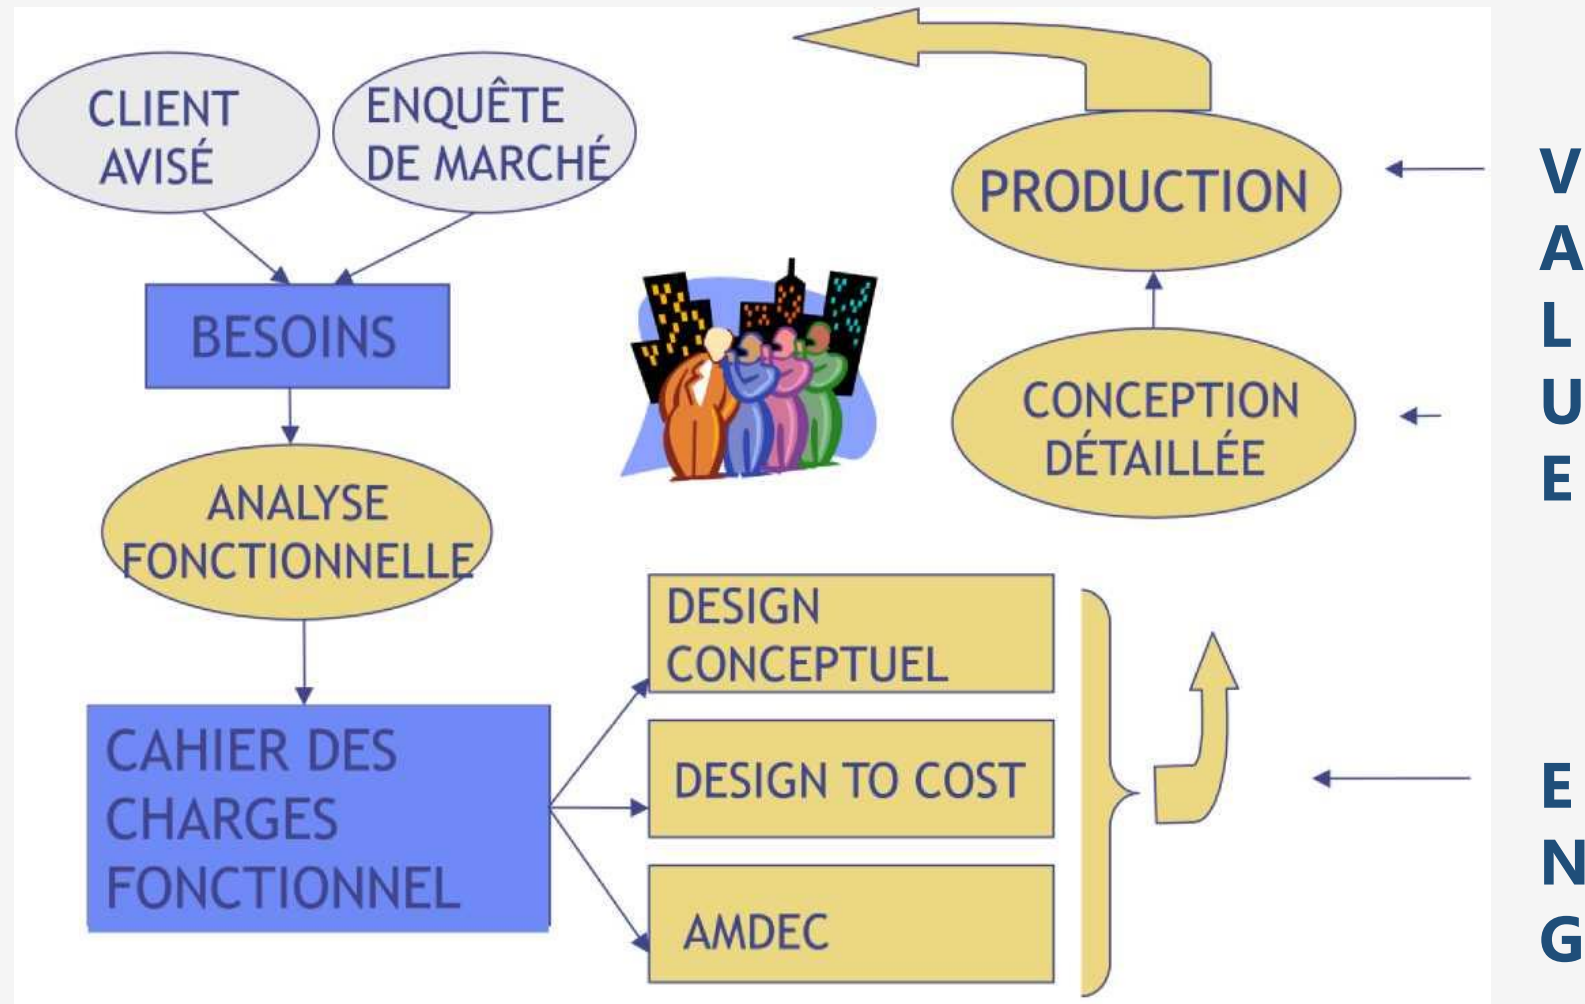 CLIENT
AVISÉ
ENQUÊTE
DE MARCHÉ
BESOINS
ANALYSE
FONCTIONNELLE
CAHIER DES
CHARGES
FONCTIONNEL
DESIGN
CONCEPTUEL
DESIGN TO COST
AMDEC
CONCEPTION
DÉTAILLÉE
PRODUCTION
V
A
L
U
E
E
N
G